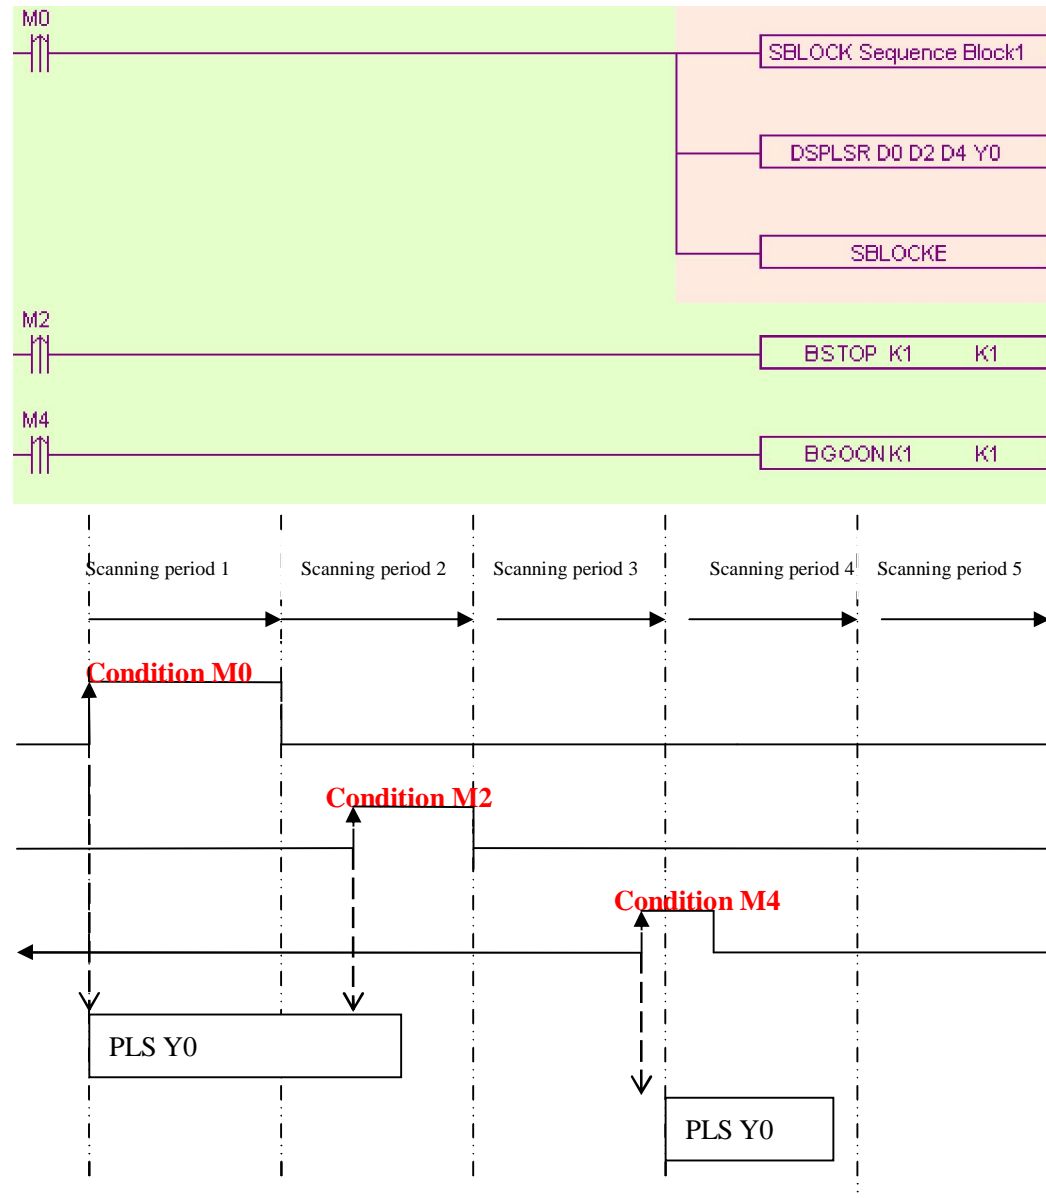 M0
SBLOCK Sequence Block1
DSPLSR D0 D2 D4 Y0
SBLOCKE
M2
BSTOP K1 K1
M4
BGOON K1 K1
Scanning period 1 Scanning period 2 Scanning period 3 Scanning period 4 Scanning period 5
Condition M0
Condition M2
Condition M4
PLS Y0
PLS Y0